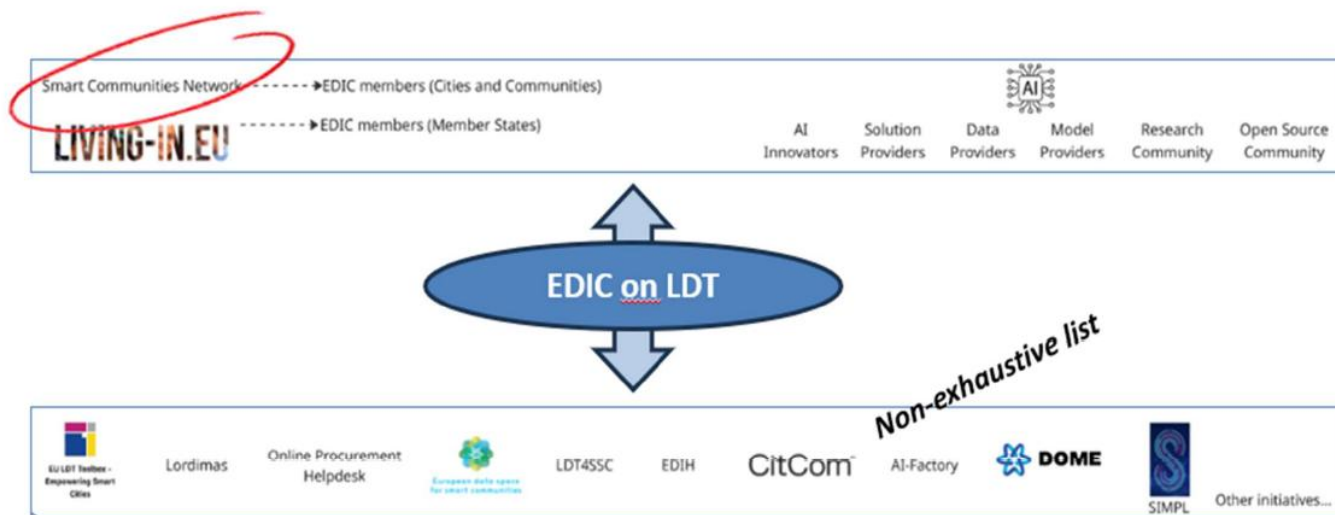 Smart Communities Network
EDIC members (Cities and Communities)
LIVING-IN.EU
EDIC members (Member States)
AI
AI
Innovators
Solution
Providers
Data
Providers
Model
Providers
Research
Community
Open Source
Community
EDIC on LDT
Non-exhaustive list
EU LDT Toolbox -
Empowering Smart
Cities
Lordimas
Online Procurement
Helpdesk
European data space
for smart communities
LDT4SSC
EDIH
CitCom
AI-Factory
DOME
SIMPL
Other initiatives...